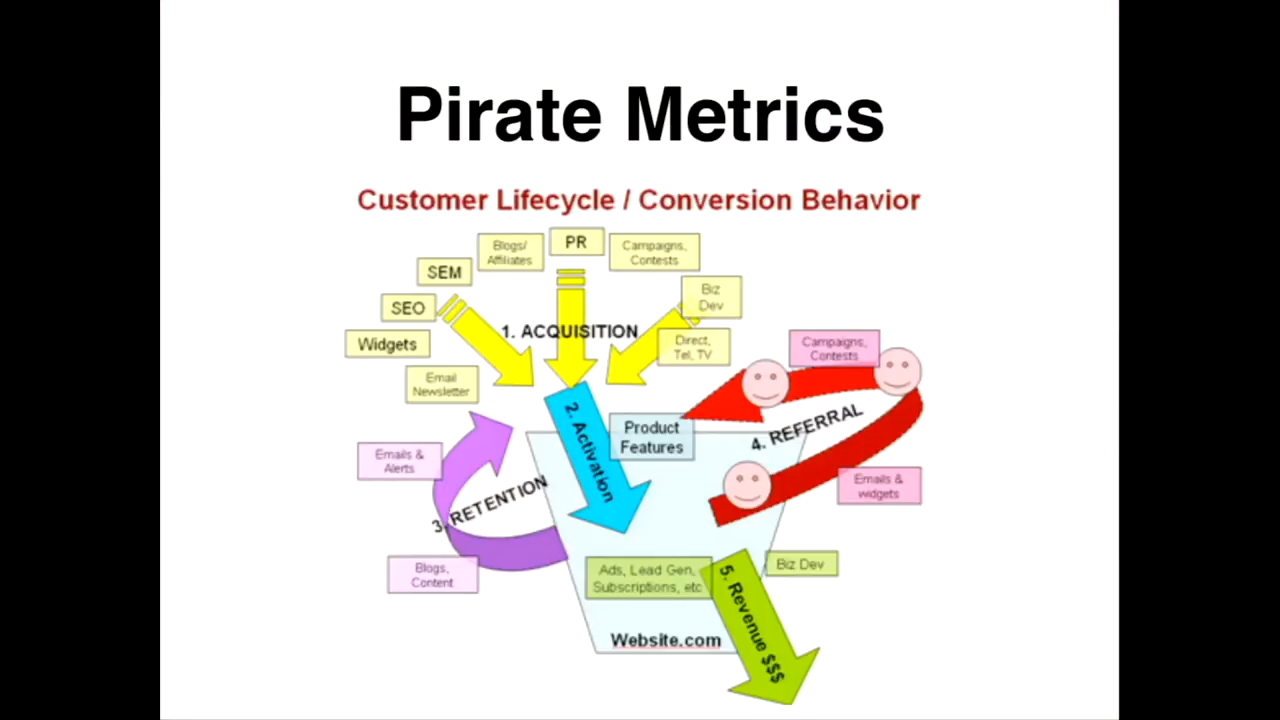 Pirate Metrics
Customer Lifecycle / Conversion Behavior
PR
Blogs/
Affiliates
Campaigns,
Contests
SEM
Biz
Dev
SEO
1. ACQUISITION
Widgets
Direct,
Tel, TV
Campaigns,
Contests
Email
Newsletter
2. Activation
Product
Features
4. REFERRAL
Emails &
Alerts
3. RETENTION
Emails &
widgets
Blogs,
Content
Ads, Lead Gen,
Subscriptions, etc
Biz Dev
5. Revenue $$$
Website.com